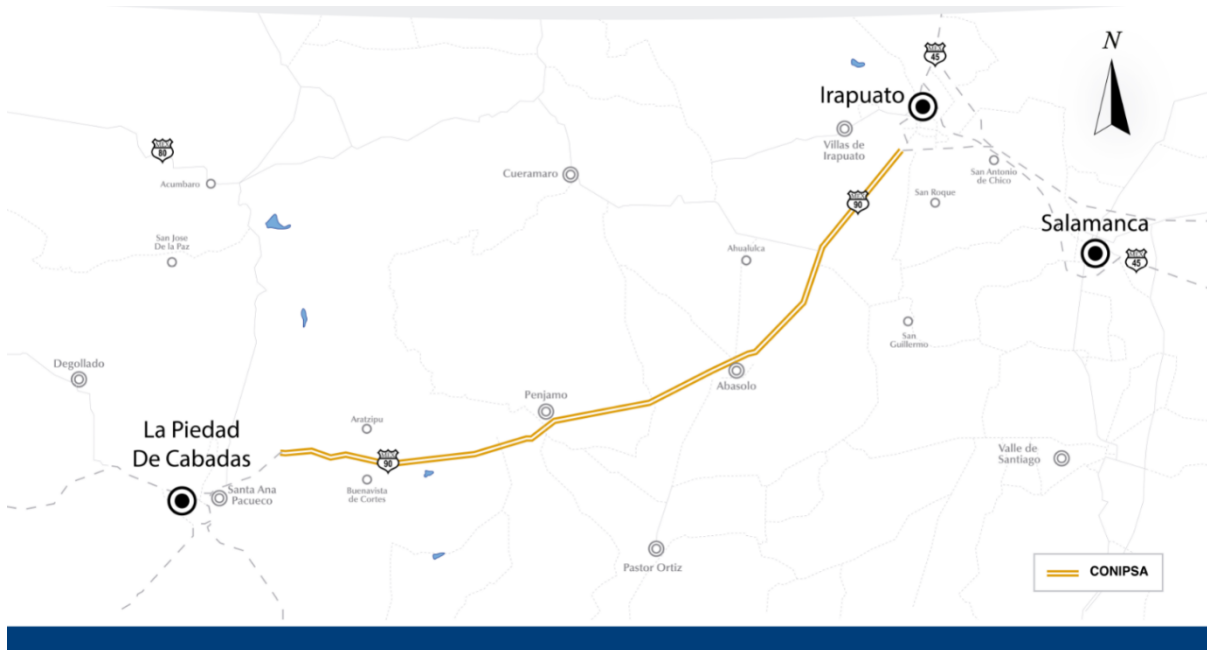 N
45
Irapuato
Villas de
Irapuato
80
Acumbaro
Cueramaro
San Antonio
de Chico
90
San Roque
Salamanca
45
San Jose
De la Paz
Ahualulca
San
Guillermo
Degollado
Abasolo
Penjamo
La Piedad
De Cabadas
Aratzipu
90
Valle de
Santiago
Santa Ana
Pacueco
Buenavista
de Cortes
Pastor Ortiz
CONIPSA